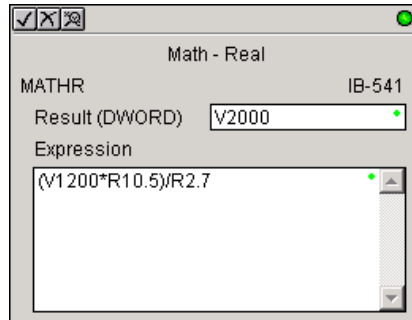 Math - Real
MATHR IB-541
Result (DWORD) V2000
Expression
(V1200*R10.5)/R2.7